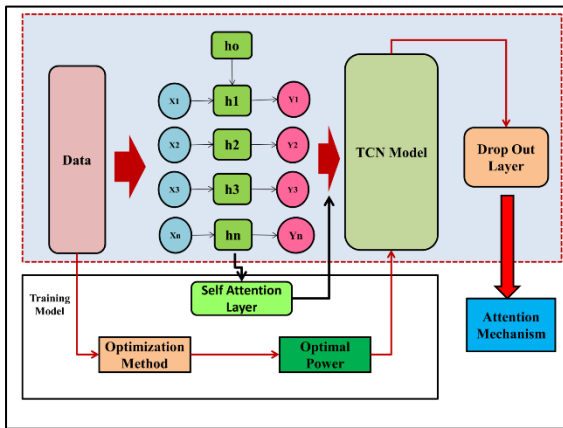 ho
X1 h1 Y1
X2 h2 Y2
X3 h3 Y3
Xn hn Yn
Data
TCN Model
Drop Out
Layer
Self Attention
Layer
Training
Model
Optimization
Method
Optimal
Power
Attention
Mechanism